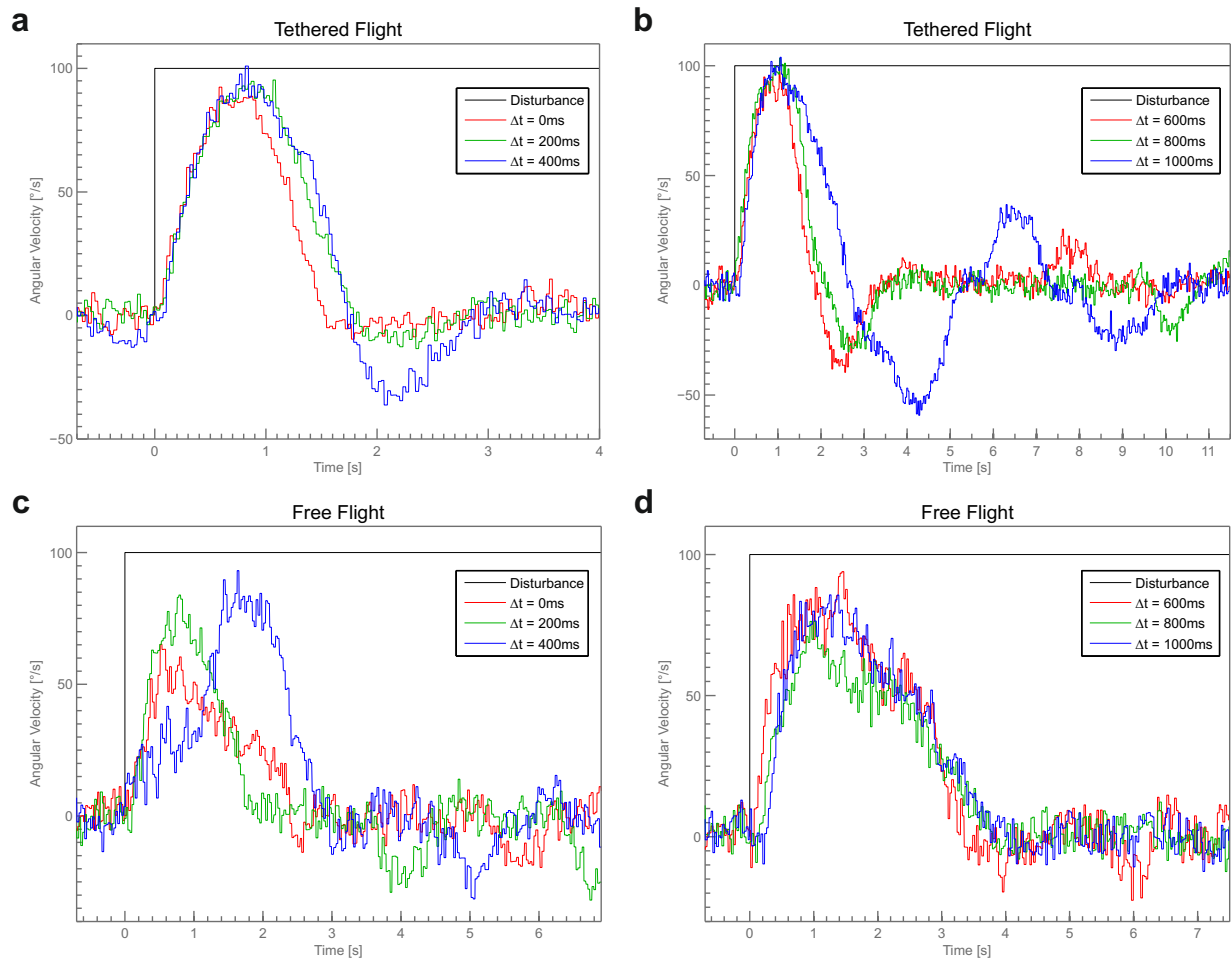 a
Tethered Flight
Angular Velocity [°/s]
100
50
0
−50
Disturbance
Δt = 0ms
Δt = 200ms
Δt = 400ms
0 1 2 3 4
Time [s]
b
Tethered Flight
Angular Velocity [°/s]
100
50
0
−50
Disturbance
Δt = 600ms
Δt = 800ms
Δt = 1000ms
0 1 2 3 4 5 6 7 8 9 10 11
Time [s]
c
Free Flight
Angular Velocity [°/s]
100
50
0
Disturbance
Δt = 0ms
Δt = 200ms
Δt = 400ms
0 1 2 3 4 5 6
Time [s]
d
Free Flight
Angular Velocity [°/s]
100
50
0
Disturbance
Δt = 600ms
Δt = 800ms
Δt = 1000ms
0 1 2 3 4 5 6 7
Time [s]